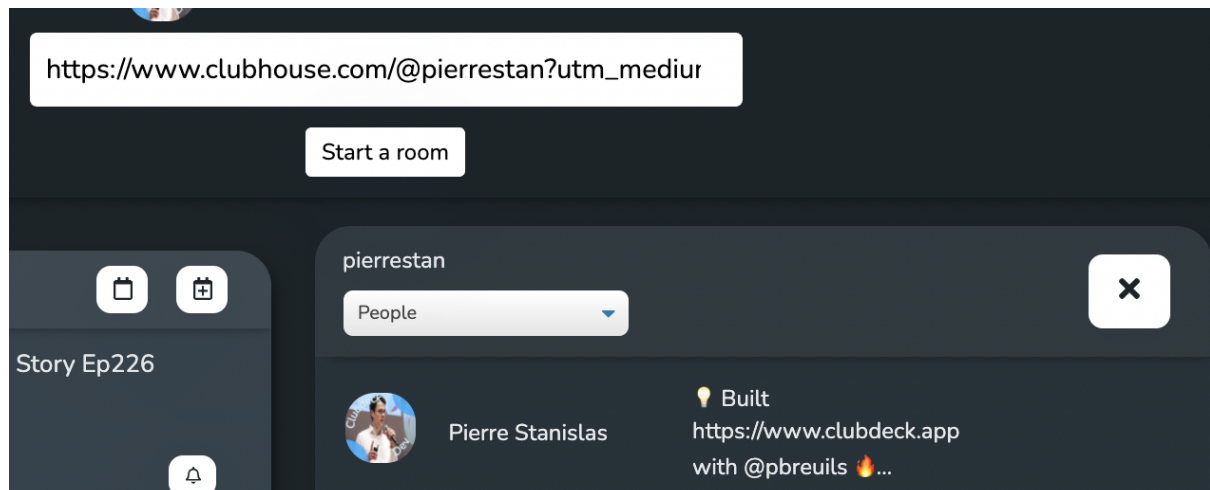 https://www.clubhouse.com/@pierrestan?utm_mediu
Start a room
pierrestan
People
Story Ep226
Pierre Stanislas
💡 Built
https://www.clubdeck.app
with @pbreuils 🔥...